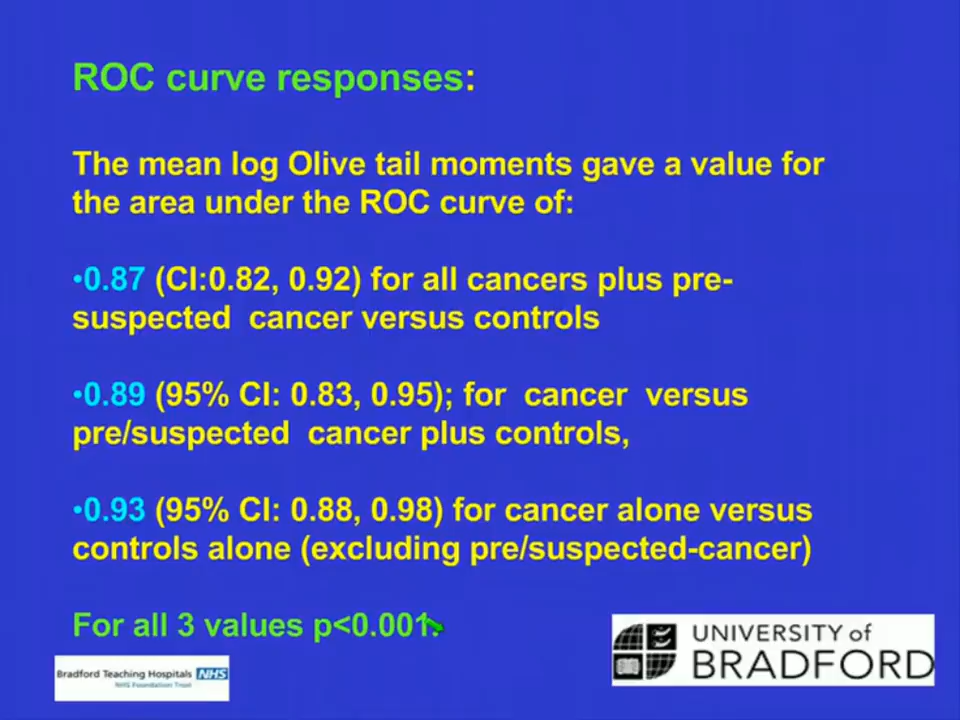 ROC curve responses:
The mean log Olive tail moments gave a value for
the area under the ROC curve of:
•0.87 (CI:0.82, 0.92) for all cancers plus pre-
suspected cancer versus controls
•0.89 (95% CI: 0.83, 0.95); for cancer versus
pre/suspected cancer plus controls,
•0.93 (95% CI: 0.88, 0.98) for cancer alone versus
controls alone (excluding pre/suspected-cancer)
For all 3 values p<0.001.
Bradford Teaching Hospitals NHS
NHS Foundation Trust
UNIVERSITY of
BRADFORD